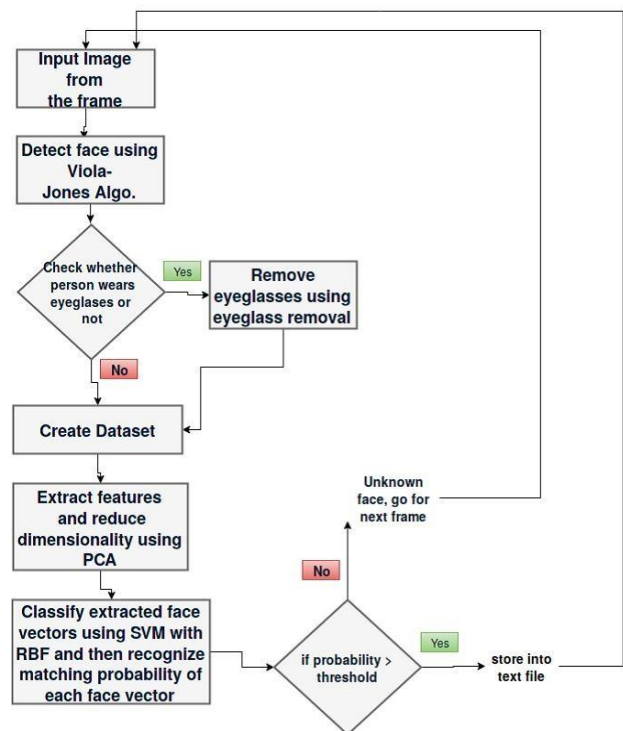 Input Image
from
the frame
Detect face using
Viola-
Jones Algo.
Check whether
person wears
eyeglases or
not
Yes
Remove
eyeglasses using
eyeglass removal
No
Create Dataset
Extract features
and reduce
dimensionality using
PCA
Classify extracted face
vectors using SVM with
RBF and then recognize
matching probability of
each face vector
if probability >
threshold
No
Unknown
face, go for
next frame
Yes
store into
text file